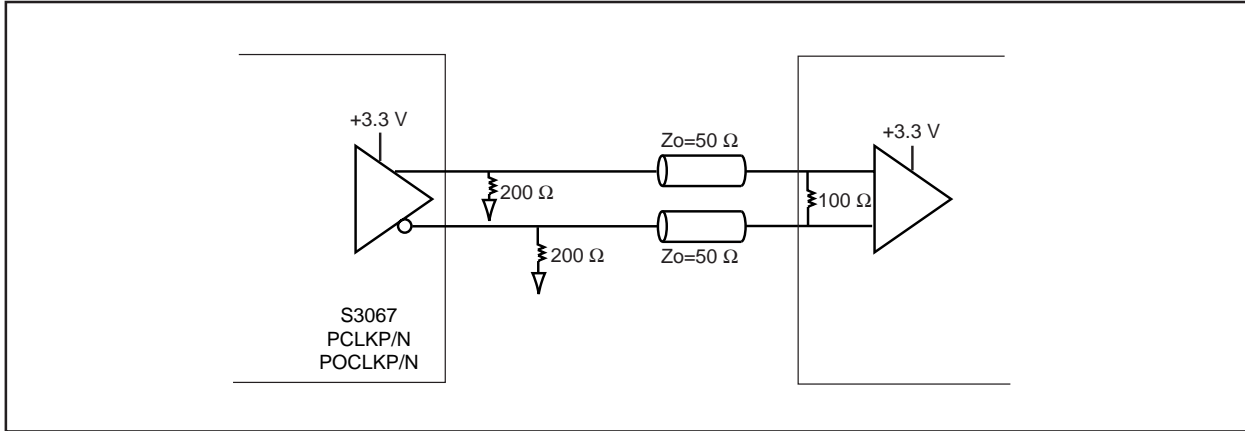 +3.3 V
Zo=50 Ω
+3.3 V
200 Ω
100 Ω
200 Ω
Zo=50 Ω
S3067
PCLKP/N
POCLKP/N